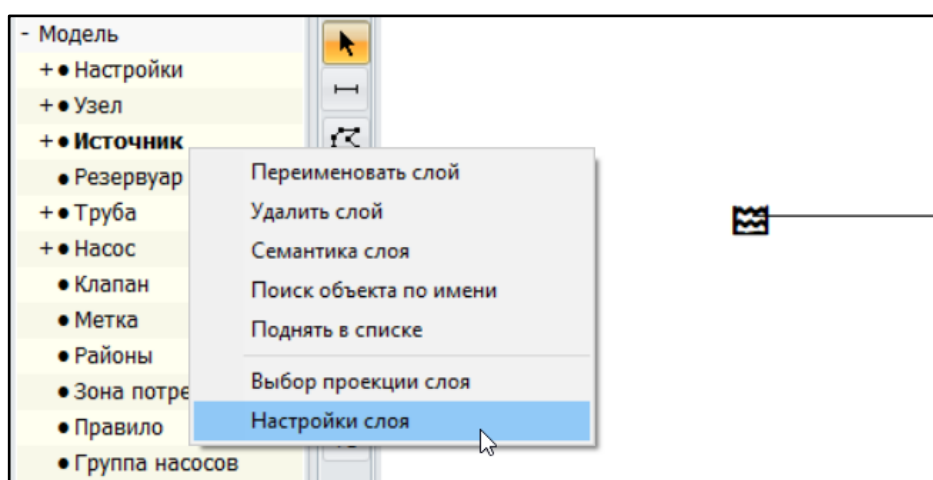 - Модель
+ ● Настройки
+ ● Узел
+ ● Источник
● Резервуар
+ ● Труба
+ ● Насос
● Клапан
● Метка
● Районы
● Зона потре
● Правило
● Группа насосов
Переименовать слой
Удалить слой
Семантика слоя
Поиск объекта по имени
Поднять в списке
Выбор проекции слоя
Настройки слоя